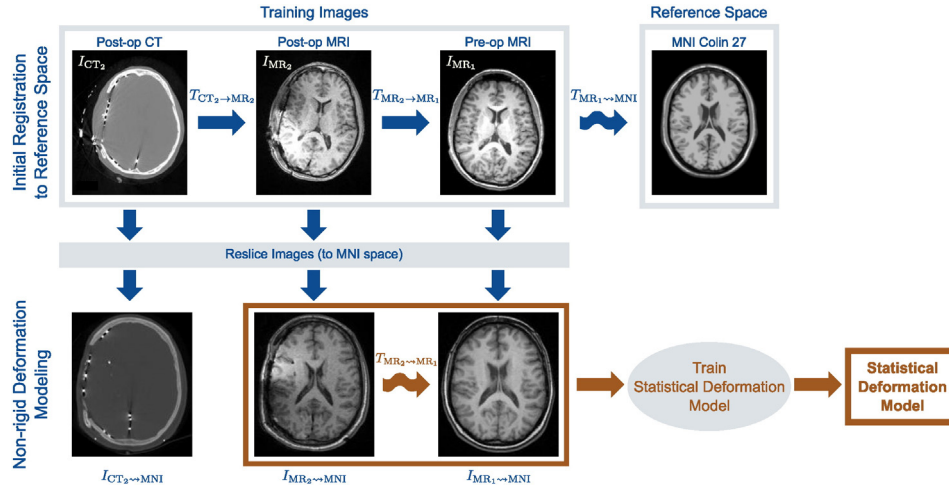 Training Images
Reference Space
Post-op CT
Post-op MRI
Pre-op MRI
MNI Colin 27
Initial Registration
to Reference Space
I_CT₂
I_MR₂
I_MR₁
T_CT₂→MR₂
T_MR₂→MR₁
T_MR₁⇝MNI
Reslice Images (to MNI space)
Non-rigid Deformation
Modeling
T_MR₂⇝MR₁
Train
Statistical Deformation
Model
Statistical
Deformation
Model
I_CT₂⇝MNI
I_MR₂⇝MNI
I_MR₁⇝MNI